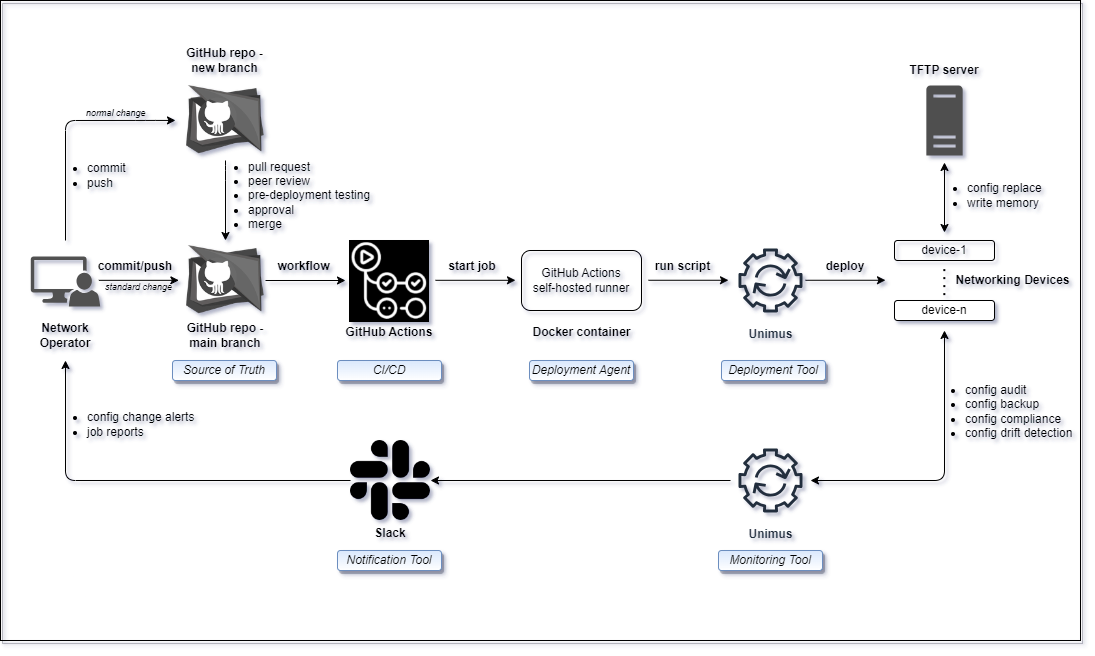 GitHub repo -
new branch
TFTP server
normal change
commit
push
pull request
peer review
pre-deployment testing
approval
merge
config replace
write memory
commit/push
standard change
workflow
start job
GitHub Actions
self-hosted runner
run script
deploy
device-1
Networking Devices
device-n
Network
Operator
GitHub repo -
main branch
GitHub Actions
Docker container
Unimus
Source of Truth
CI/CD
Deployment Agent
Deployment Tool
config change alerts
job reports
config audit
config backup
config compliance
config drift detection
Slack
Unimus
Notification Tool
Monitoring Tool